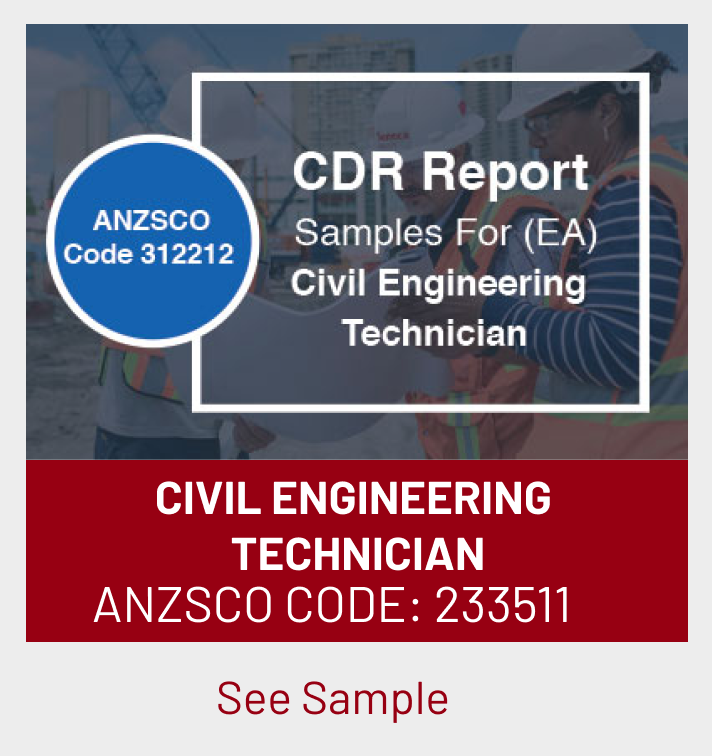 CDR Report
Samples For (EA)
Civil Engineering
Technician
ANZSCO
Code 312212
CIVIL ENGINEERING
TECHNICIAN
ANZSCO CODE: 233511
See Sample